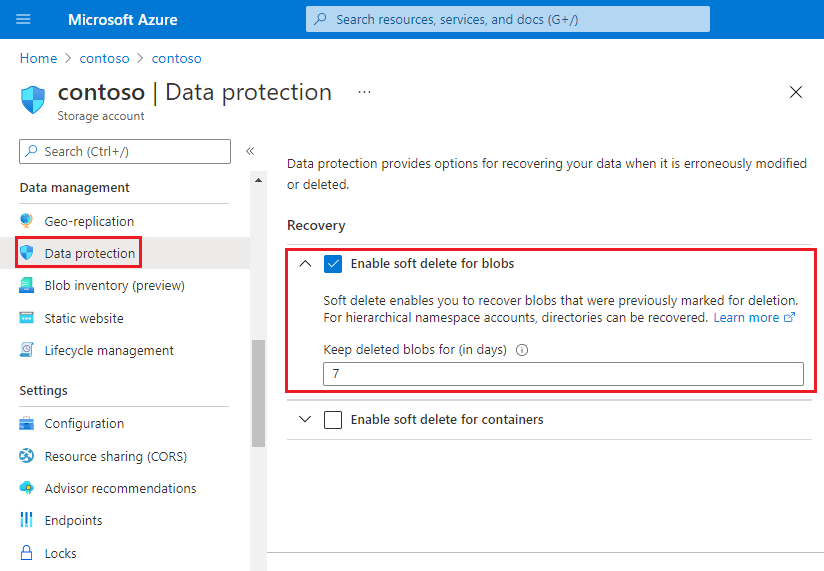 Microsoft Azure
Search resources, services, and docs (G+/)
Home > contoso > contoso
contoso | Data protection ...
Storage account
Search (Ctrl+/)
Data management
Geo-replication
Data protection
Blob inventory (preview)
Static website
Lifecycle management
Settings
Configuration
Resource sharing (CORS)
Advisor recommendations
Endpoints
Locks
Data protection provides options for recovering your data when it is erroneously modified
or deleted.
Recovery
Enable soft delete for blobs
Soft delete enables you to recover blobs that were previously marked for deletion.
For hierarchical namespace accounts, directories can be recovered. Learn more
Keep deleted blobs for (in days)
7
Enable soft delete for containers